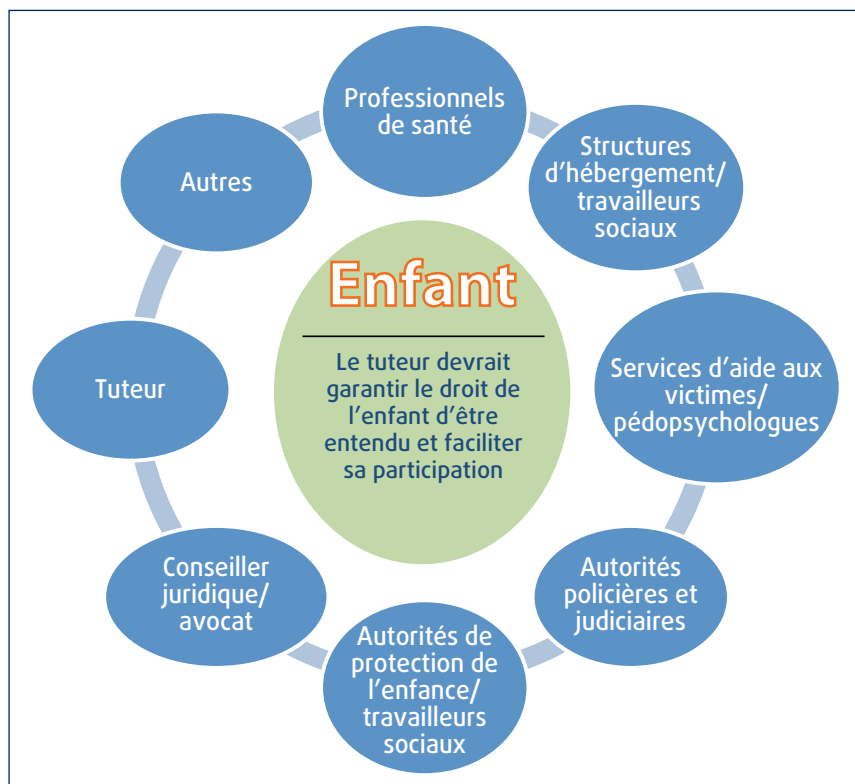 Professionnels
de santé
Structures
d'hébergement/
travailleurs
sociaux
Services d'aide aux
victimes/
pédopsychologues
Autorités
policières et
judiciaires
Autorités de
protection de
l'enfance/
travailleurs
sociaux
Conseiller
juridique/
avocat
Tuteur
Autres
Enfant
Le tuteur devrait
garantir le droit de
l'enfant d'être
entendu et faciliter
sa participation